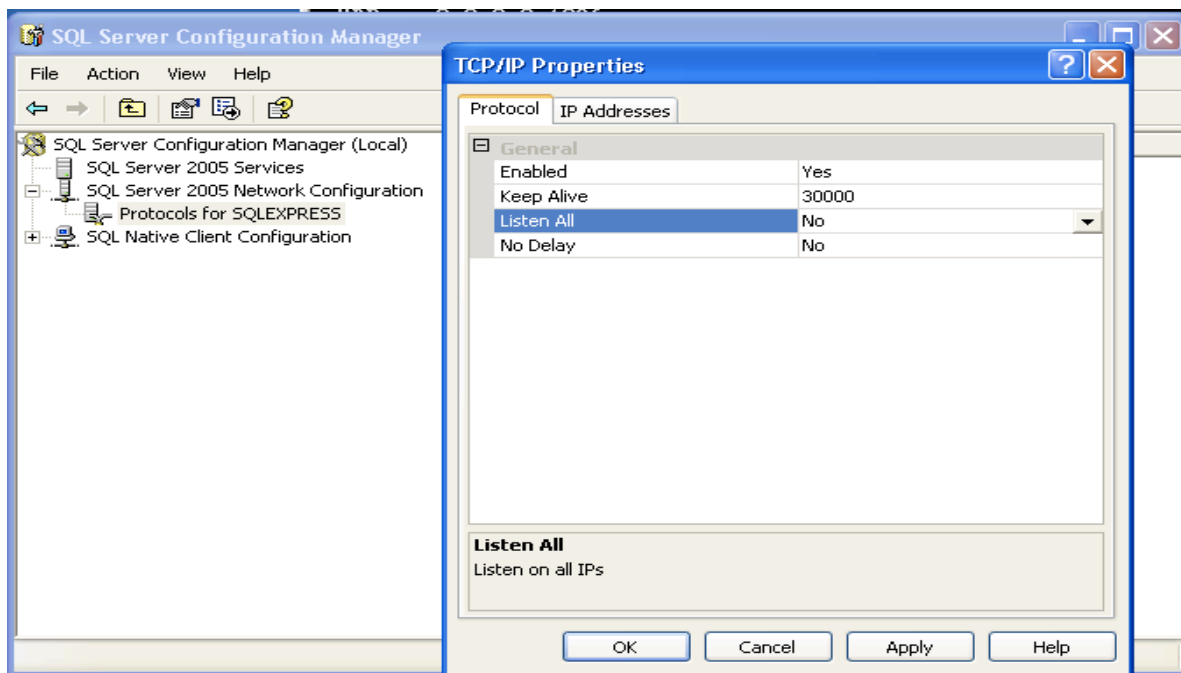 SQL Server Configuration Manager
File Action View Help
SQL Server Configuration Manager (Local)
SQL Server 2005 Services
SQL Server 2005 Network Configuration
Protocols for SQLEXPRESS
SQL Native Client Configuration
TCP/IP Properties
Protocol IP Addresses
General
Enabled Yes
Keep Alive 30000
Listen All No
No Delay No
Listen All
Listen on all IPs
OK Cancel Apply Help